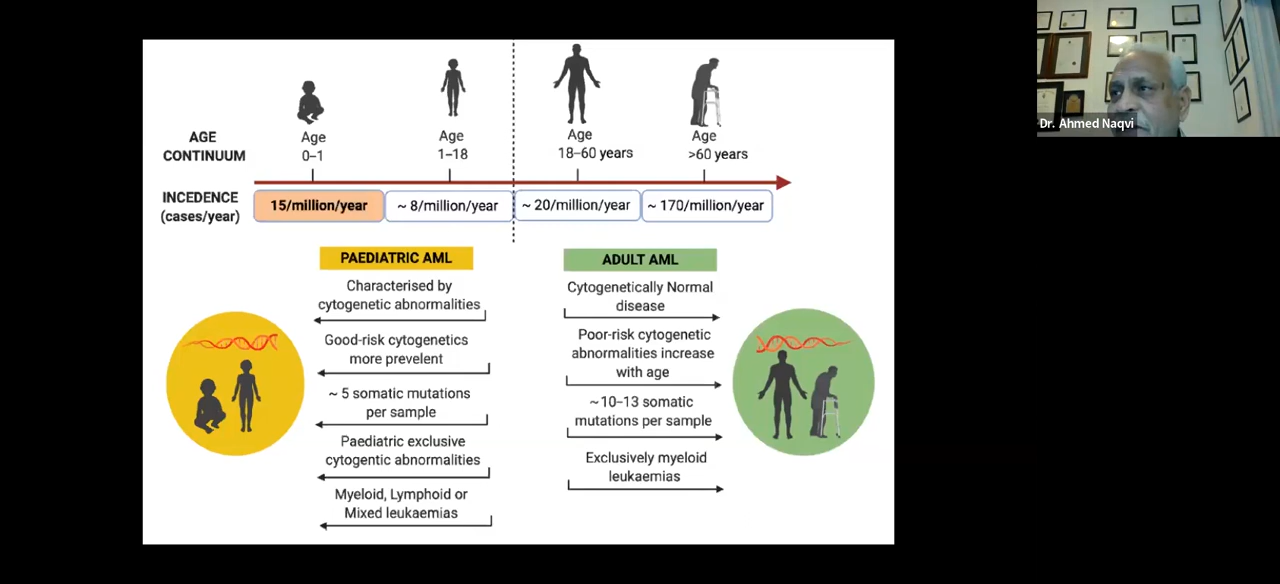 Dr. Ahmed Naqvi
AGE
CONTINUUM
Age
0–1
Age
1–18
Age
18–60 years
Age
>60 years
INCEDENCE
(cases/year)
15/million/year
~ 8/million/year
~ 20/million/year
~ 170/million/year
PAEDIATRIC AML
Characterised by
cytogenetic abnormalities
Good-risk cytogenetics
more prevelent
~ 5 somatic mutations
per sample
Paediatric exclusive
cytogentic abnormalities
Myeloid, Lymphoid or
Mixed leukaemias
ADULT AML
Cytogenetically Normal
disease
Poor-risk cytogenetic
abnormalities increase
with age
~10–13 somatic
mutations per sample
Exclusively myeloid
leukaemias